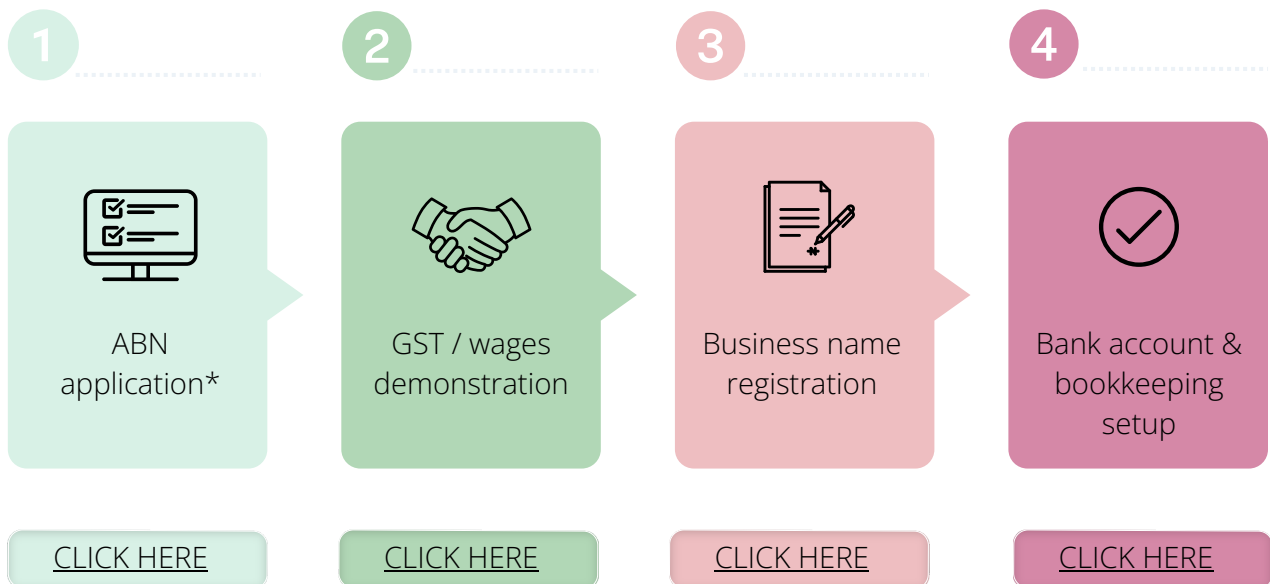 1
2
3
4
ABN
application*
GST / wages
demonstration
Business name
registration
Bank account &
bookkeeping
setup
CLICK HERE
CLICK HERE
CLICK HERE
CLICK HERE